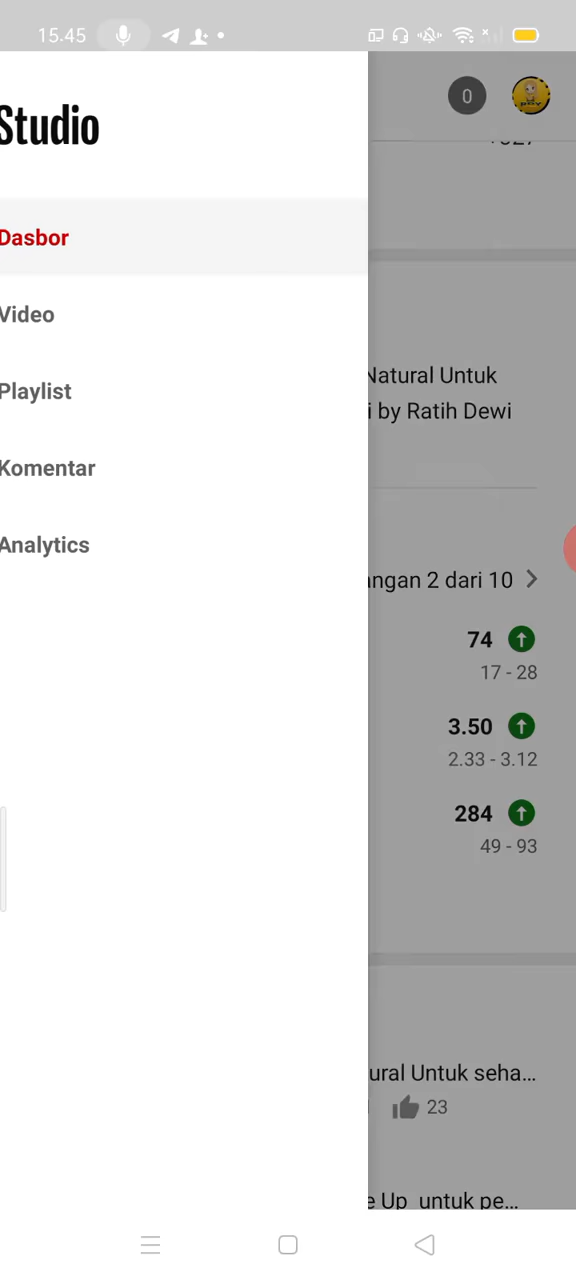 15.45
0
Studio
Dasbor
Video
Playlist
Komentar
Analytics
Natural Untuk
i by Ratih Dewi
angan 2 dari 10
74
17 - 28
3.50
2.33 - 3.12
284
49 - 93
ural Untuk seha...
23
e Up untuk pe...